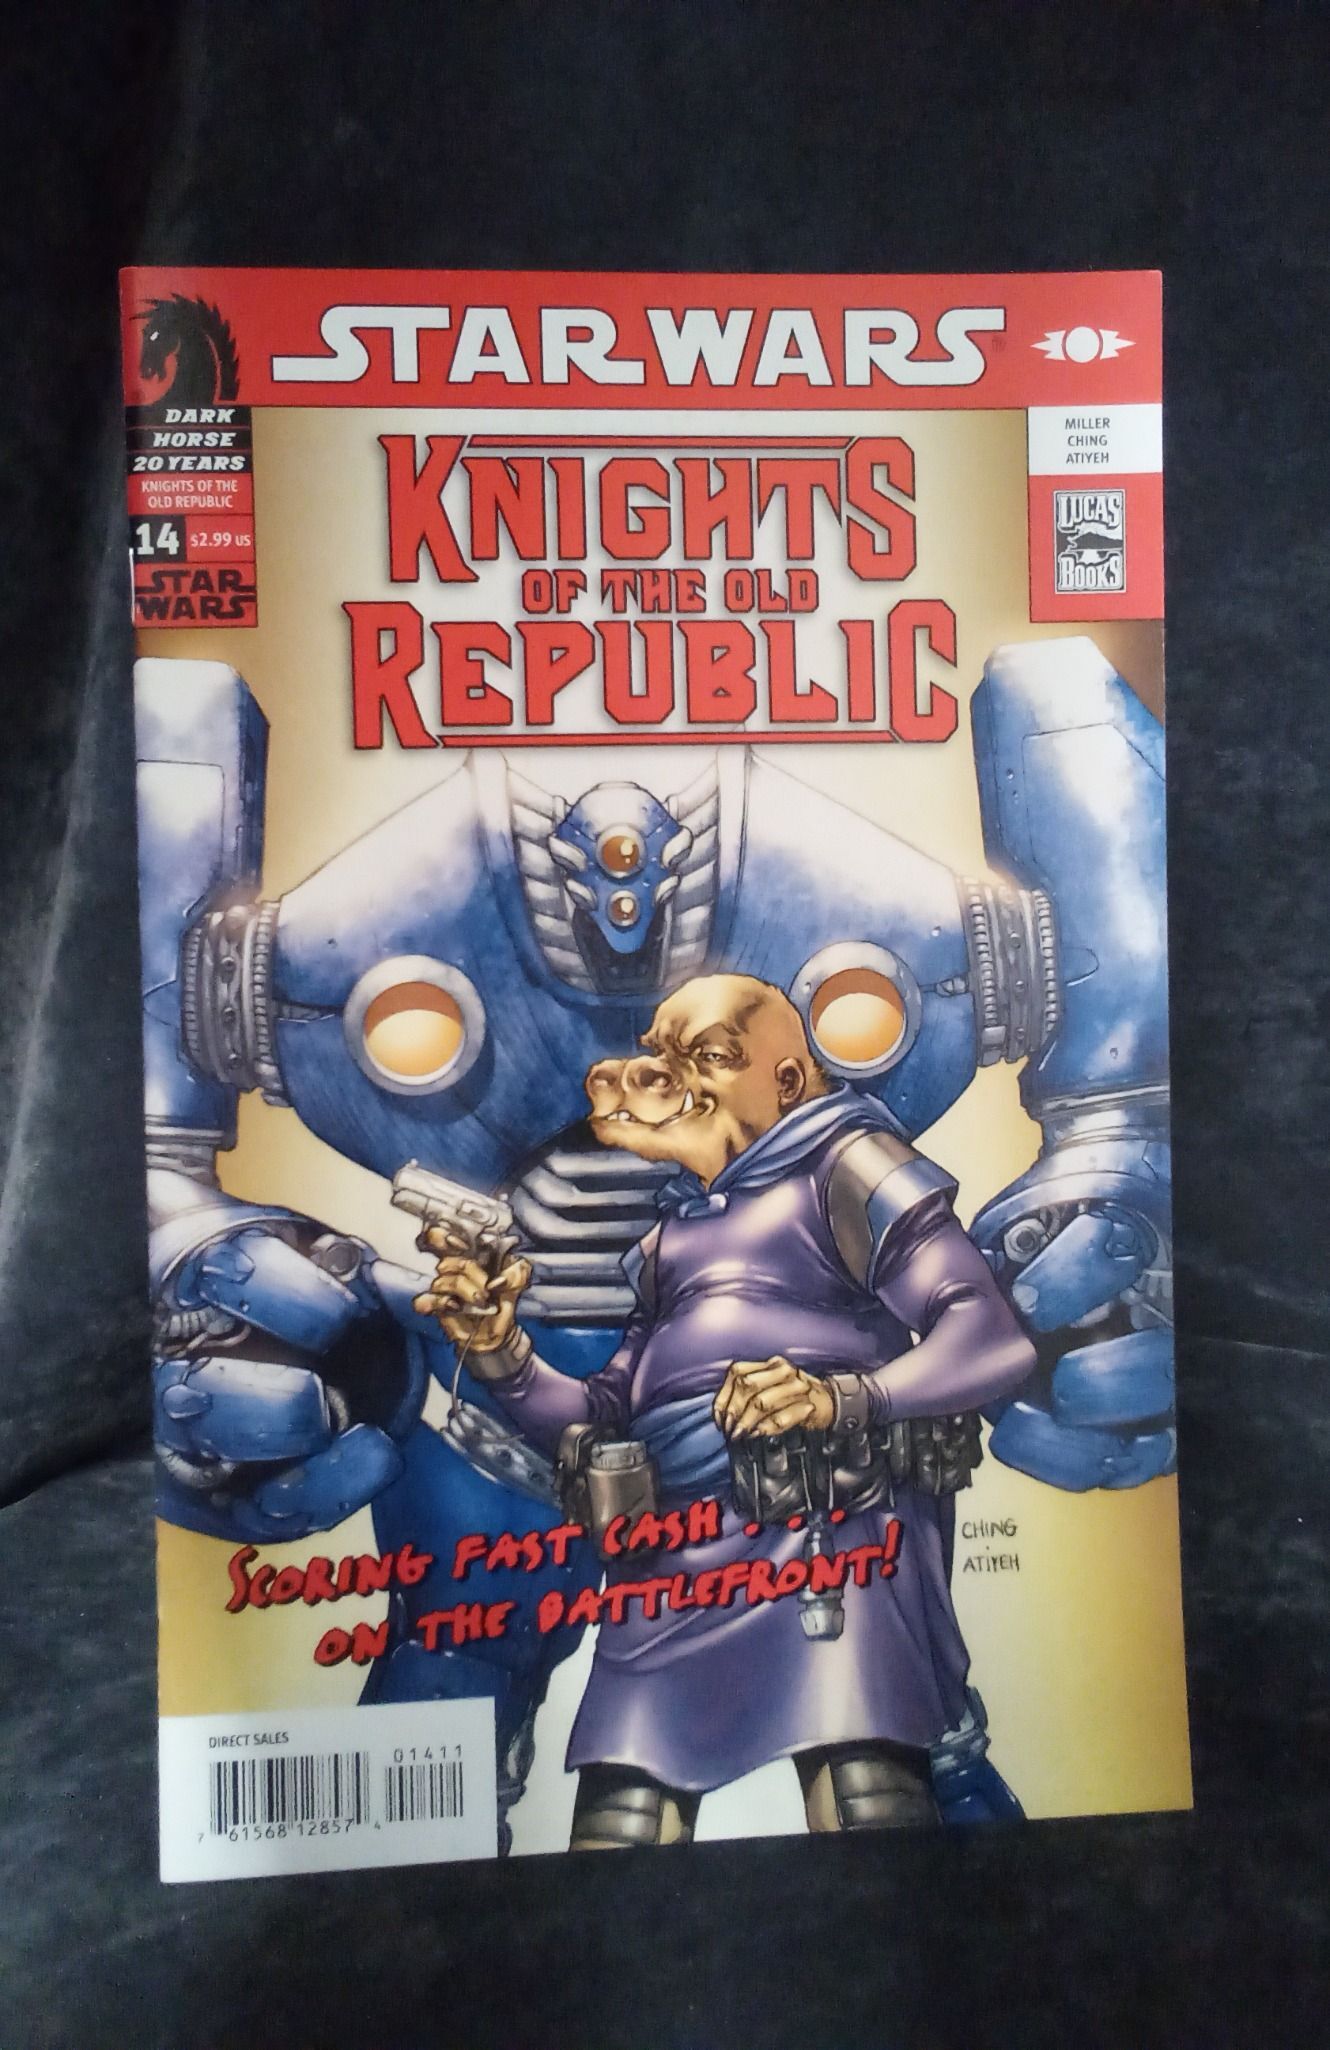 STAR WARS
DARK
HORSE
20 YEARS
KNIGHTS OF THE
OLD REPUBLIC
14 $2.99 US
STAR
WARS
MILLER
CHING
ATIYEH
LUCAS
BOOKS
KNIGHTS
OF THE OLD
REPUBLIC
SCORING FAST CASH . . .
ON THE BATTLEFRONT!
CHING
ATIYEH
DIRECT SALES
01411
7 61568 12857 4